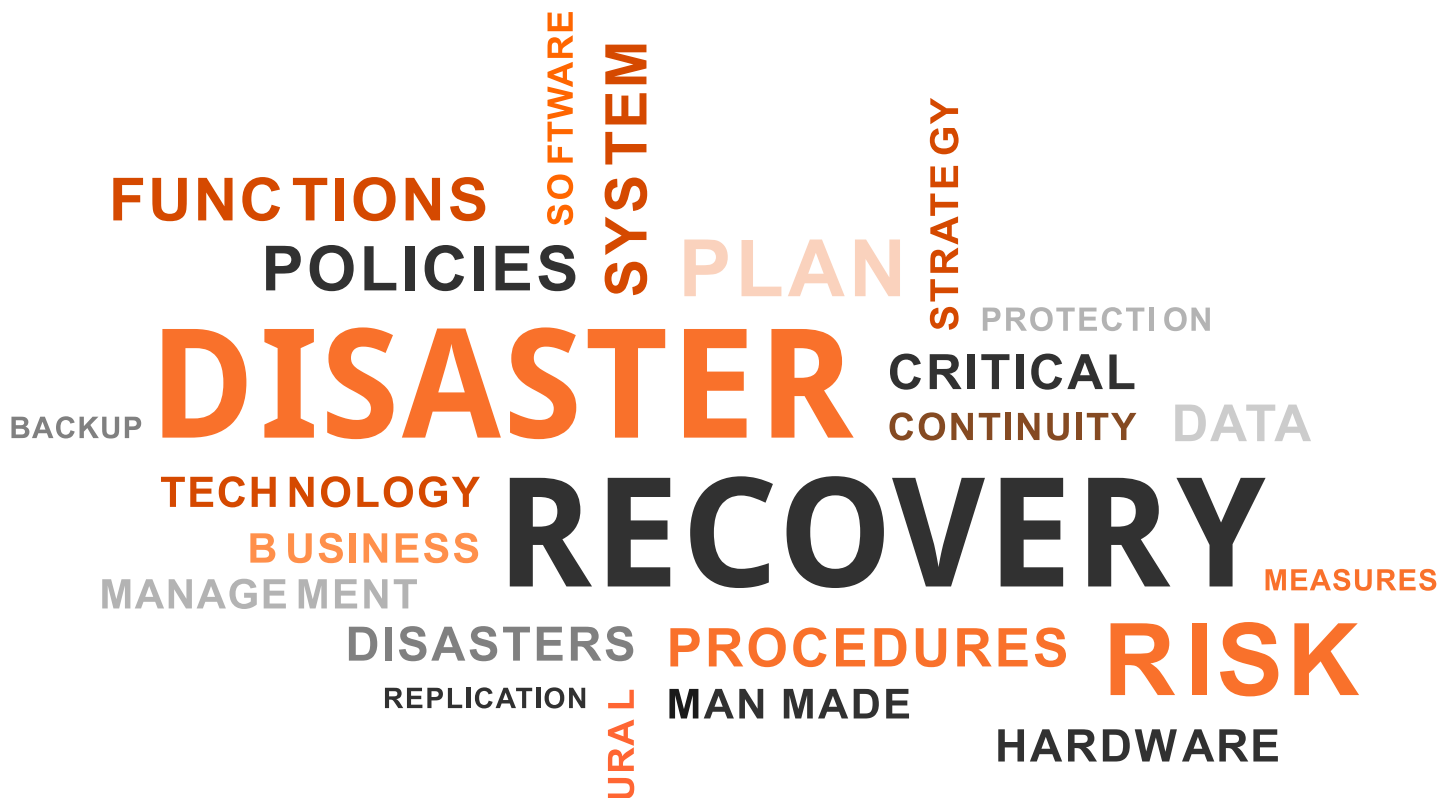 SOFTWARE
SYSTEM
STRATEGY
FUNCTIONS
POLICIES
PLAN
PROTECTION
DISASTER
CRITICAL
BACKUP
CONTINUITY
DATA
TECHNOLOGY
RECOVERY
BUSINESS
MANAGEMENT
MEASURES
DISASTERS
PROCEDURES
RISK
REPLICATION
URAL
MAN MADE
HARDWARE